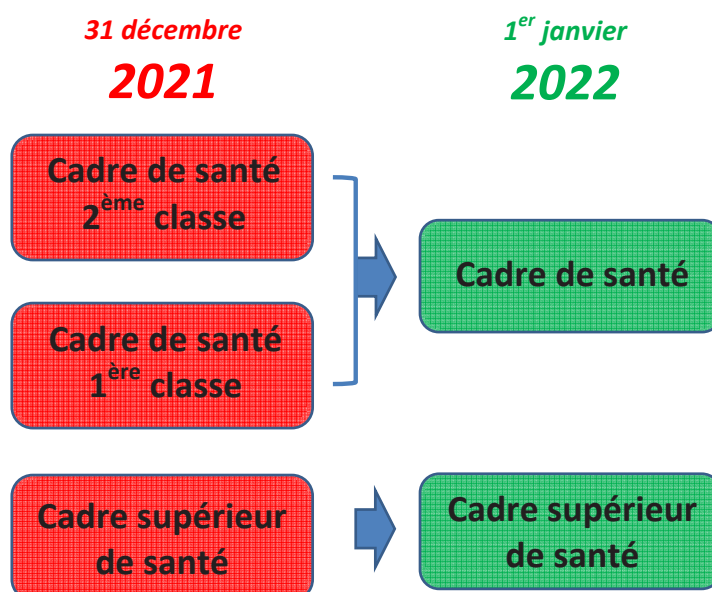 31 décembre
2021
1er janvier
2022
Cadre de santé
2ème classe
Cadre de santé
1ère classe
Cadre de santé
Cadre supérieur
de santé
Cadre supérieur
de santé